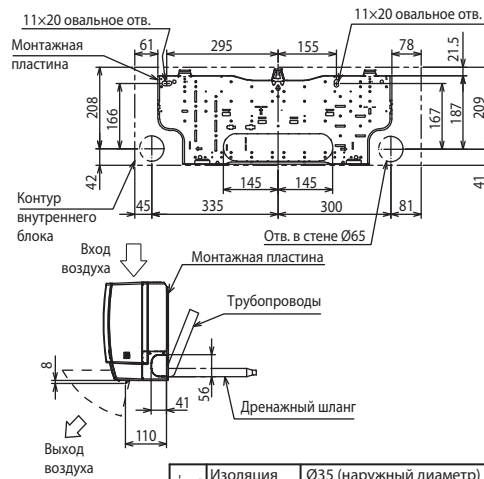 11×20 овальное отв.
11×20 овальное отв.
Монтажная
пластина
61
295
155
78
21.5
208
166
42
167
187
209
41
145
145
Контур
внутреннего
блока
45
335
300
81
Отв. в стене Ø65
Вход
воздуха
Монтажная пластина
Трубопроводы
8
41
56
Дренажный шланг
110
Выход
воздуха
Изоляция
Ø35 (наружный диаметр)